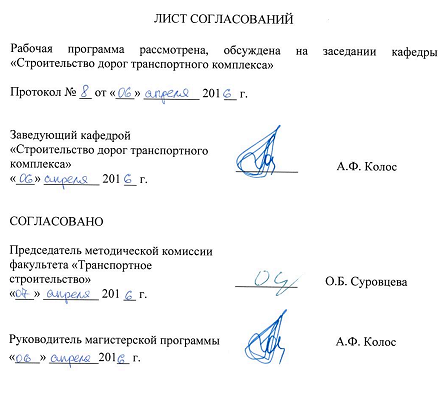 ЛИСТ СОГЛАСОВАНИЙ
Рабочая программа рассмотрена, обсуждена на заседании кафедры
«Строительство дорог транспортного комплекса»
Протокол № 8 от «06» апреля 2016 г.
Заведующий кафедрой
«Строительство дорог транспортного
комплекса» А.Ф. Колос
«06» апреля 2016 г.
СОГЛАСОВАНО
Председатель методической комиссии
факультета «Транспортное
строительство» О.Б. Суровцева
«07» апреля 2016 г.
Руководитель магистерской программы А.Ф. Колос
«06» апреля 2016 г.